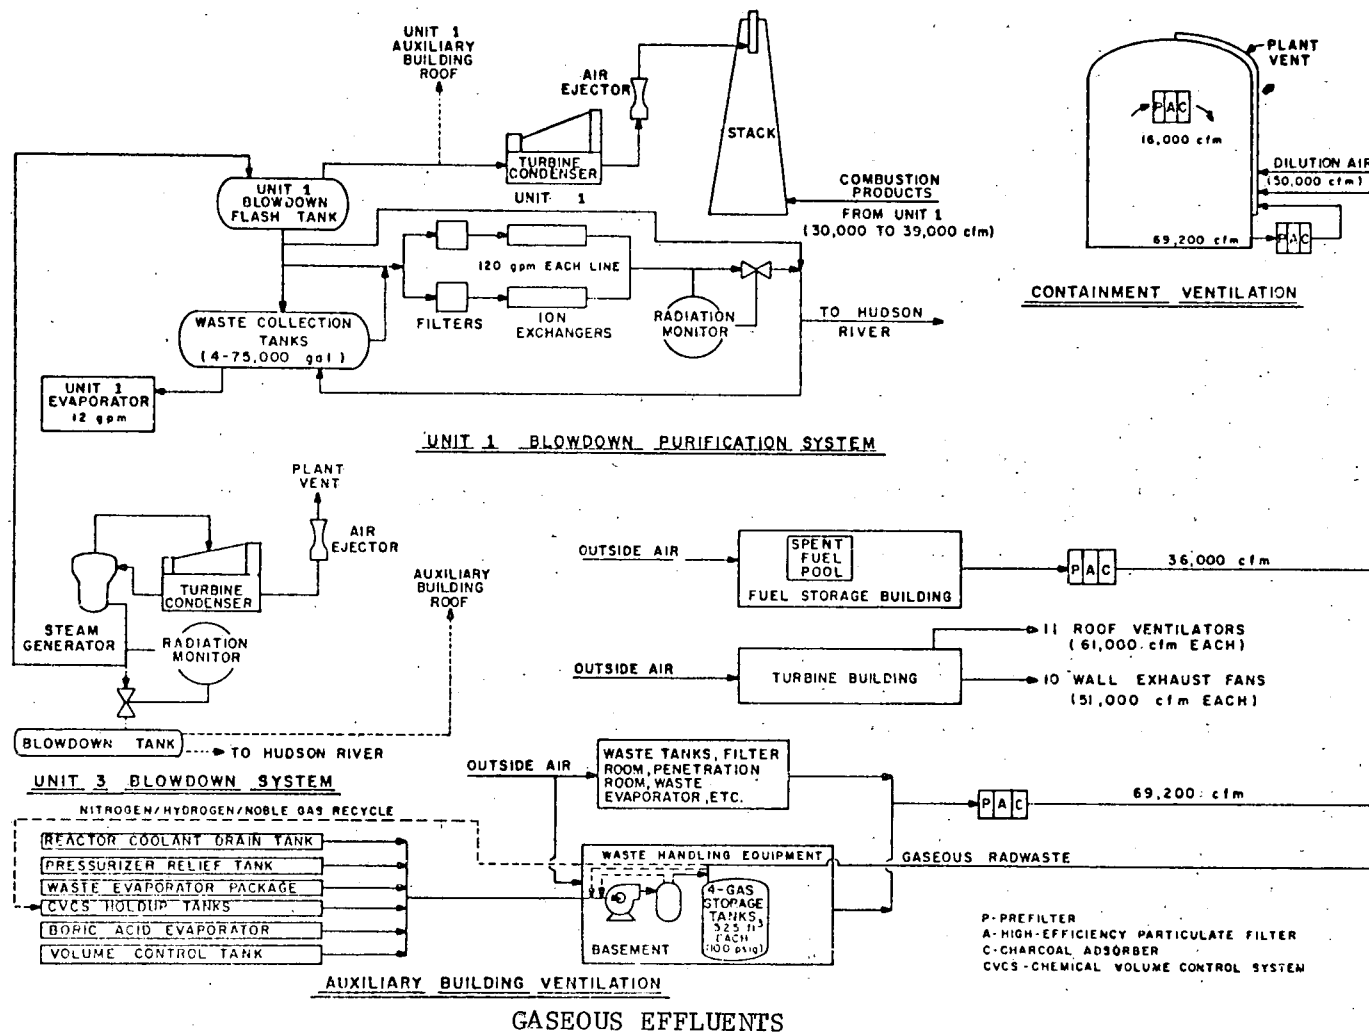 UNIT 1
AUXILIARY
BUILDING
ROOF
AIR
EJECTOR
STACK
TURBINE
CONDENSER
UNIT 1
COMBUSTION
PRODUCTS
FROM UNIT 1
(30,000 TO 39,000 cfm)
UNIT 1
BLOWDOWN
FLASH TANK
120 gpm EACH LINE
FILTERS
ION
EXCHANGERS
RADIATION
MONITOR
TO HUDSON
RIVER
WASTE COLLECTION
TANKS
(4-75,000 gal)
UNIT 1
EVAPORATOR
12 gpm
UNIT 1 BLOWDOWN PURIFICATION SYSTEM
PLANT
VENT
PAC
16,000 cfm
DILUTION AIR
(50,000 cfm)
69,200 cfm
PAC
CONTAINMENT VENTILATION
PLANT
VENT
AIR
EJECTOR
TURBINE
CONDENSER
STEAM
GENERATOR
RADIATION
MONITOR
AUXILIARY
BUILDING
ROOF
BLOWDOWN TANK
TO HUDSON RIVER
UNIT 3 BLOWDOWN SYSTEM
OUTSIDE AIR
SPENT
FUEL
POOL
FUEL STORAGE BUILDING
PAC
36,000 cfm
OUTSIDE AIR
TURBINE BUILDING
11 ROOF VENTILATORS
(61,000 cfm EACH)
10 WALL EXHAUST FANS
(51,000 cfm EACH)
OUTSIDE AIR
WASTE TANKS, FILTER
ROOM, PENETRATION
ROOM, WASTE
EVAPORATOR, ETC.
PAC
69,200 cfm
NITROGEN/HYDROGEN/NOBLE GAS RECYCLE
REACTOR COOLANT DRAIN TANK
PRESSURIZER RELIEF TANK
WASTE EVAPORATOR PACKAGE
CVCS HOLDUP TANKS
BORIC ACID EVAPORATOR
VOLUME CONTROL TANK
WASTE HANDLING EQUIPMENT
GASEOUS RADWASTE
4-GAS
STORAGE
TANKS
525 ft³
EACH
(100 psig)
BASEMENT
P-PREFILTER
A-HIGH-EFFICIENCY PARTICULATE FILTER
C-CHARCOAL ADSORBER
CVCS-CHEMICAL VOLUME CONTROL SYSTEM
AUXILIARY BUILDING VENTILATION
GASEOUS EFFLUENTS